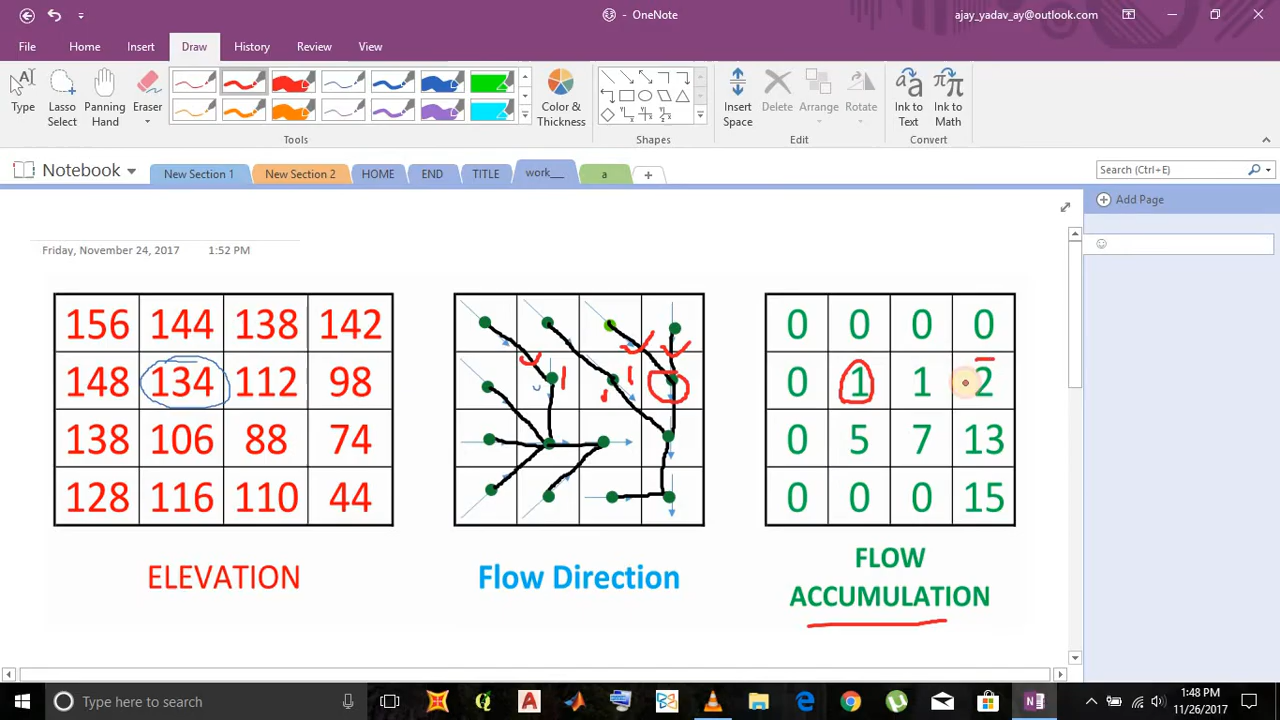 - OneNote
ajay_yadav_ay@outlook.com
File Home Insert Draw History Review View
Type
Lasso Select
Panning Hand
Eraser
Color & Thickness
Insert Space
Delete
Arrange
Rotate
Ink to Text
Ink to Math
Tools
Shapes
Edit
Convert
Notebook
New Section 1
New Section 2
HOME
END
TITLE
work__
a
Search (Ctrl+E)
Add Page
Friday, November 24, 2017 1:52 PM
156 144 138 142
148 134 112 98
138 106 88 74
128 116 110 44
ELEVATION
1 1
Flow Direction
0 0 0 0
0 1 1 2
0 5 7 13
0 0 0 15
FLOW
ACCUMULATION
Type here to search
1:48 PM
11/26/2017